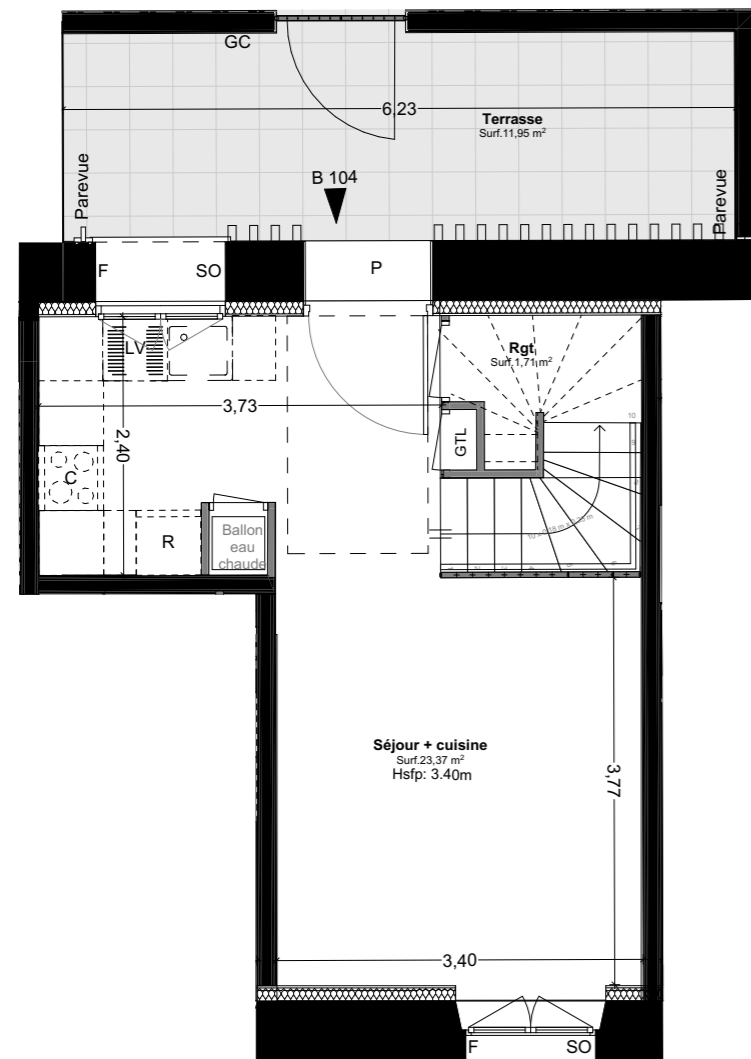 GC
6,23
Terrasse
Surf.11,95 m²
Parevue
B 104
Parevue
F
SO
P
LV
Rgt
Surf.1,71 m²
3,73
2,40
GTL
C
R
Ballon
eau
chaude
Séjour + cuisine
Surf.23,37 m²
Hsfp: 3.40m
3,77
3,40
F
SO